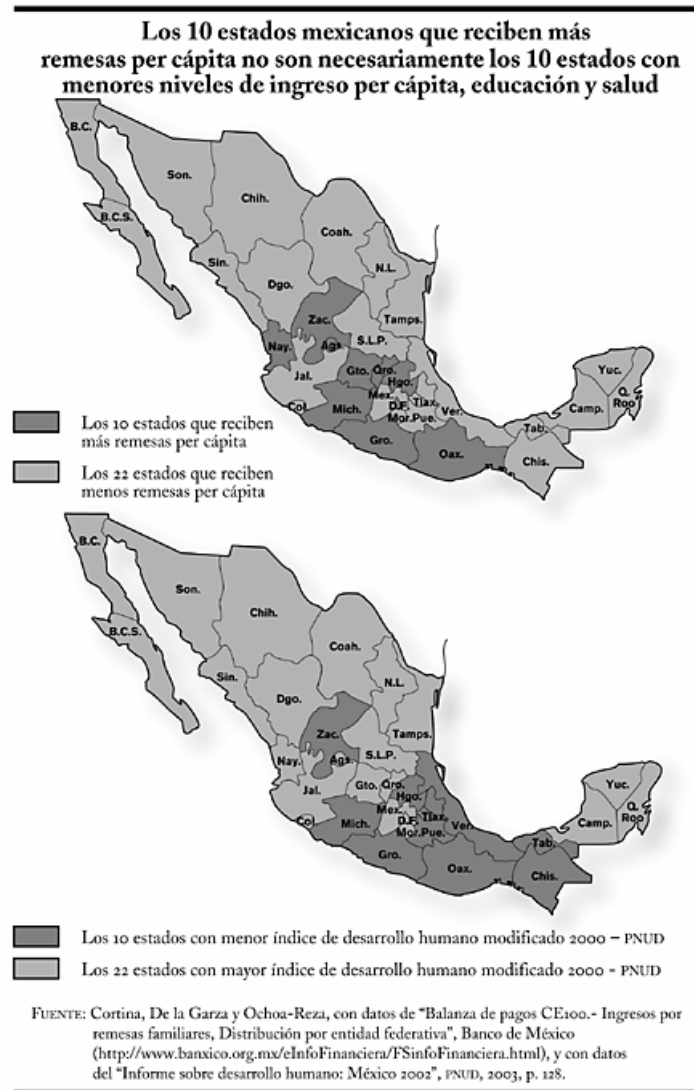 Los 10 estados mexicanos que reciben más
remesas per cápita no son necesariamente los 10 estados con
menores niveles de ingreso per cápita, educación y salud
B.C.
Son.
Chih.
B.C.S.
Coah.
Sin.
N.L.
Dgo.
Zac.
Tamps.
S.L.P.
Nay.
Ags.
Jal.
Gto.
Qro.
Hgo.
Yuc.
Q.
Roo
Camp.
Col.
Mich.
Mex.
D.F.
Tlax.
Mor.
Pue.
Ver.
Tab.
Gro.
Oax.
Chis.
Los 10 estados que reciben
más remesas per cápita
Los 22 estados que reciben
menos remesas per cápita
B.C.
Son.
Chih.
B.C.S.
Coah.
Sin.
N.L.
Dgo.
Zac.
Tamps.
S.L.P.
Nay.
Ags.
Jal.
Gto.
Qro.
Hgo.
Yuc.
Q.
Roo
Camp.
Col.
Mich.
Mex.
D.F.
Tlax.
Mor.
Pue.
Ver.
Tab.
Gro.
Oax.
Chis.
Los 10 estados con menor índice de desarrollo humano modificado 2000 – PNUD
Los 22 estados con mayor índice de desarrollo humano modificado 2000 - PNUD
FUENTE: Cortina, De la Garza y Ochoa-Reza, con datos de “Balanza de pagos CE100.- Ingresos por
remesas familiares, Distribución por entidad federativa”, Banco de México
(http://www.banxico.org.mx/eInfoFinanciera/FSinfoFinanciera.html), y con datos
del “Informe sobre desarrollo humano: México 2002”, PNUD, 2003, p. 128.